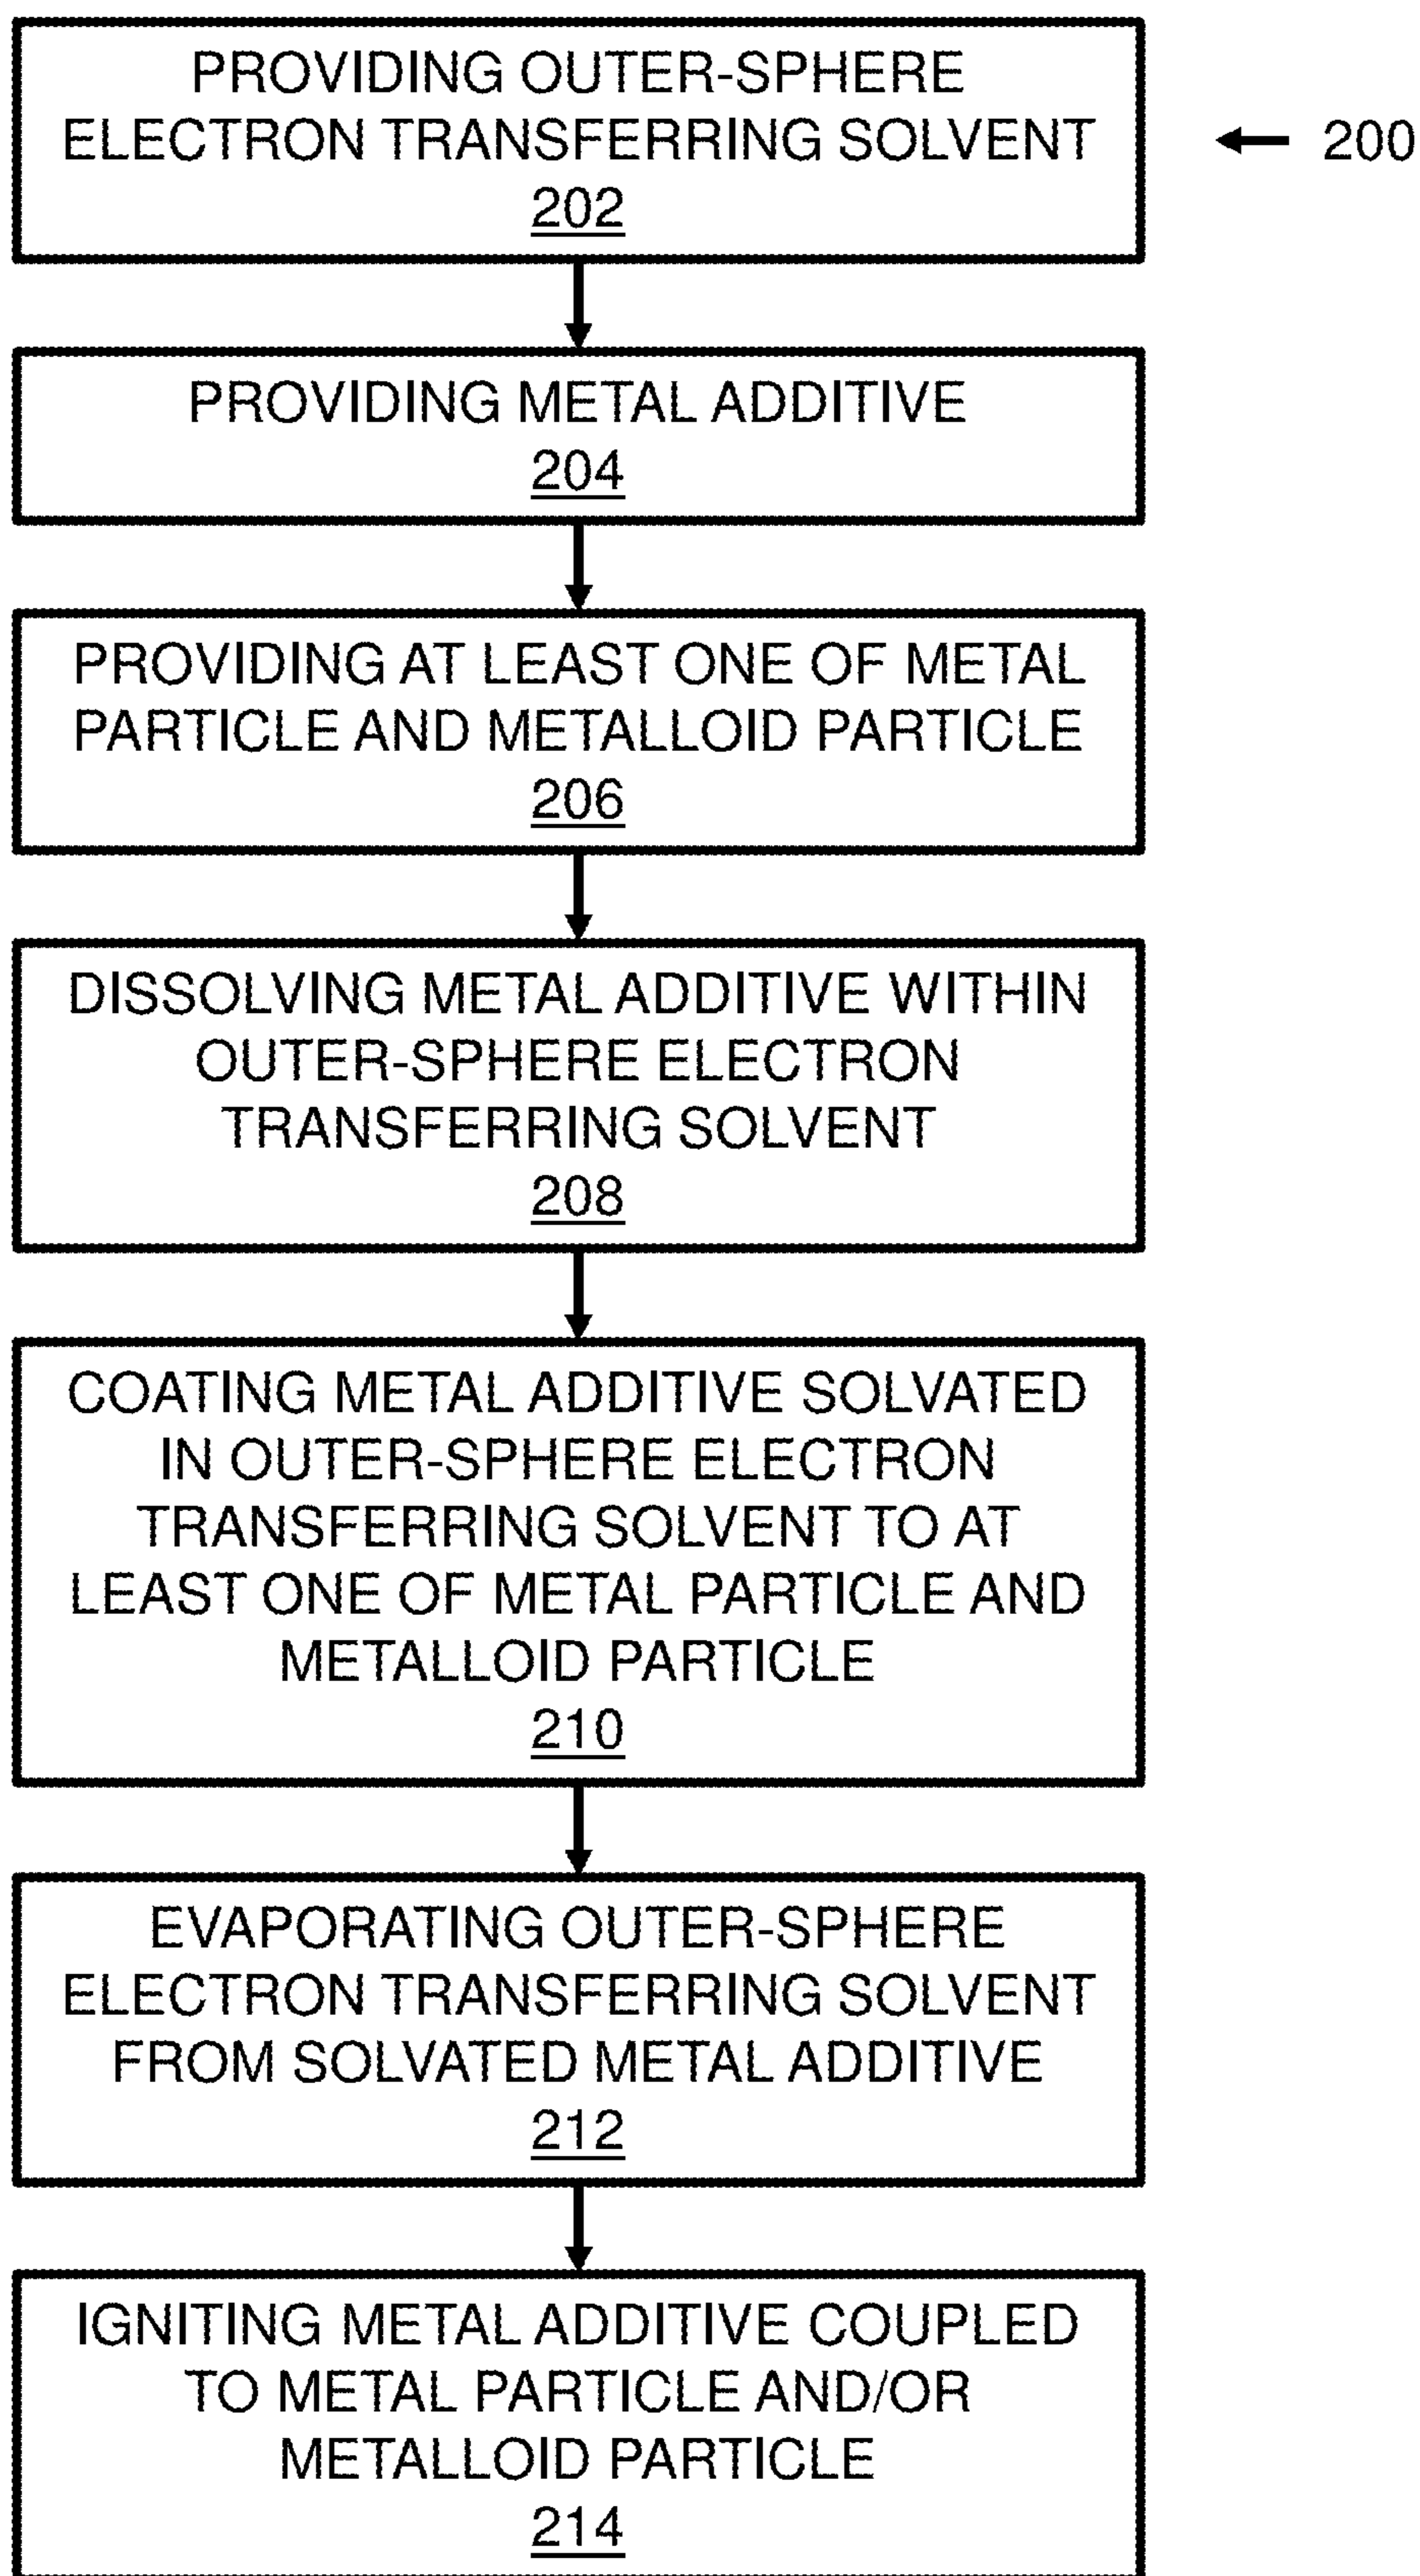 PROVIDING OUTER-SPHERE
ELECTRON TRANSFERRING SOLVENT
202
200
PROVIDING METAL ADDITIVE
204
PROVIDING AT LEAST ONE OF METAL
PARTICLE AND METALLOID PARTICLE
206
DISSOLVING METAL ADDITIVE WITHIN
OUTER-SPHERE ELECTRON
TRANSFERRING SOLVENT
208
COATING METAL ADDITIVE SOLVATED
IN OUTER-SPHERE ELECTRON
TRANSFERRING SOLVENT TO AT
LEAST ONE OF METAL PARTICLE AND
METALLOID PARTICLE
210
EVAPORATING OUTER-SPHERE
ELECTRON TRANSFERRING SOLVENT
FROM SOLVATED METAL ADDITIVE
212
IGNITING METAL ADDITIVE COUPLED
TO METAL PARTICLE AND/OR
METALLOID PARTICLE
214